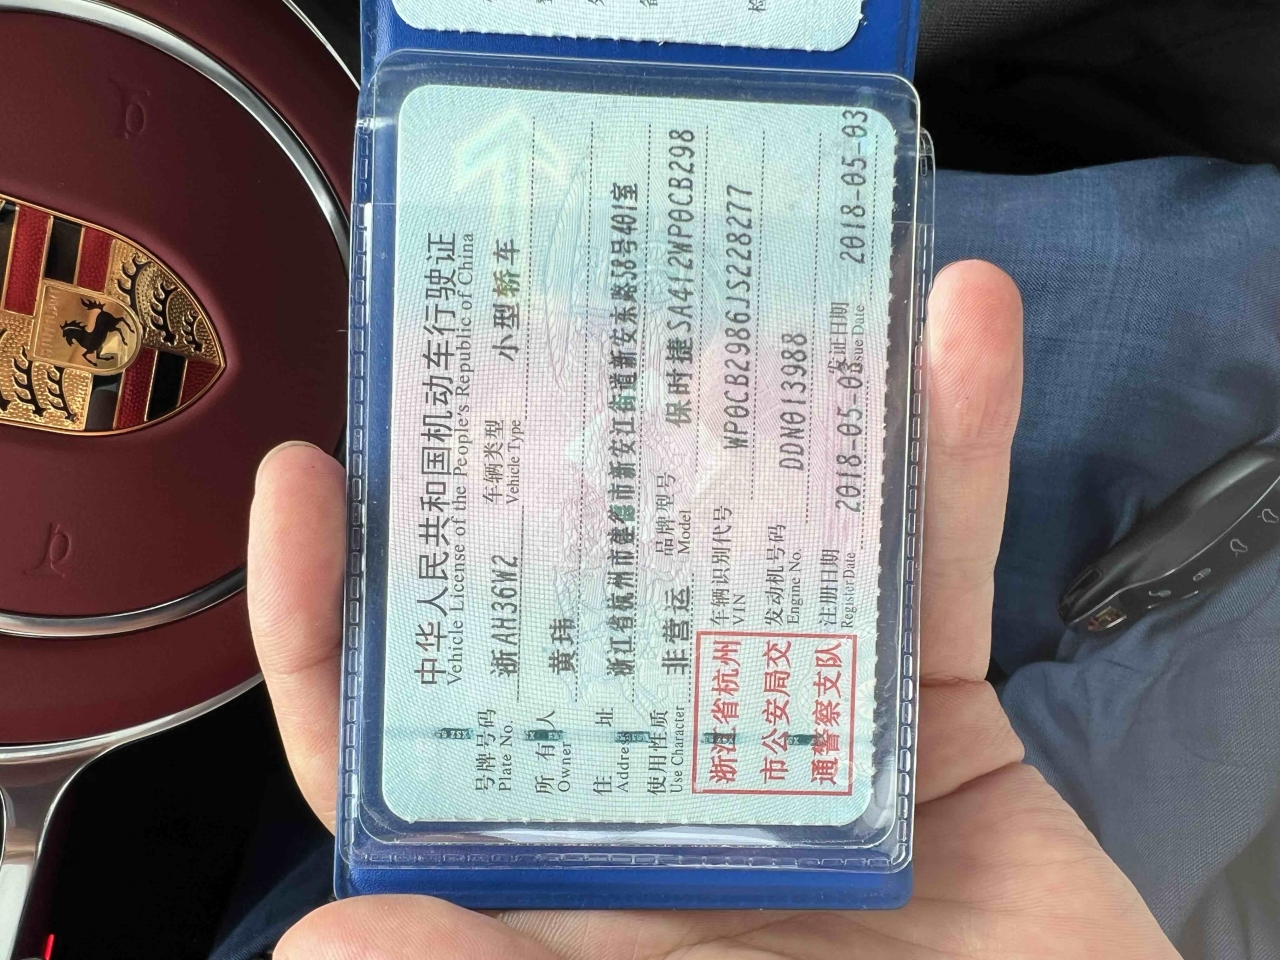 中华人民共和国机动车行驶证
Vehicle License of the People's Republic of China
号牌号码 浙AH36W2 车辆类型 小型轿车
Plate No. Vehicle Type
所有人 黄玮
Owner
住址 浙江省杭州市建德市新安江街道新安东路58号401室
Address
使用性质 非营运 品牌型号 保时捷SA412WP0CB298
Use Character Model
浙江省杭州
市公安局交
通警察支队
车辆识别代号 WP0CB2986JS228277
VIN
发动机号码 DDN013988
Engine No.
注册日期 2018-05-03 发证日期 2018-05-03
Register Date Issue Date